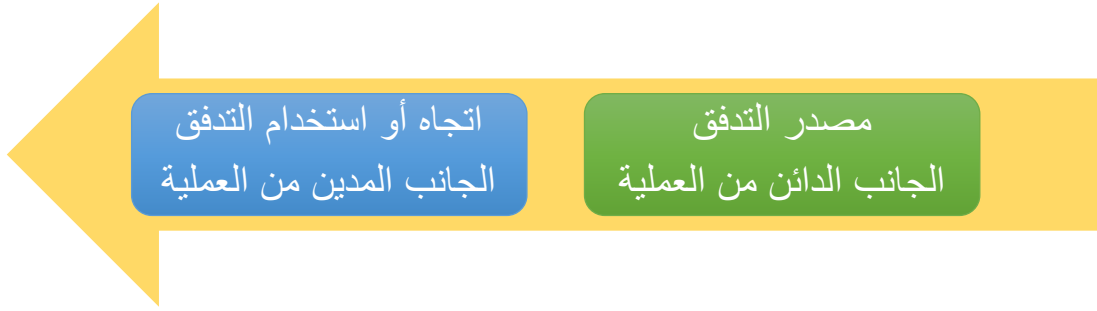 مصدر التدفق
الجانب الدائن من العملية
اتجاه أو استخدام التدفق
الجانب المدين من العملية